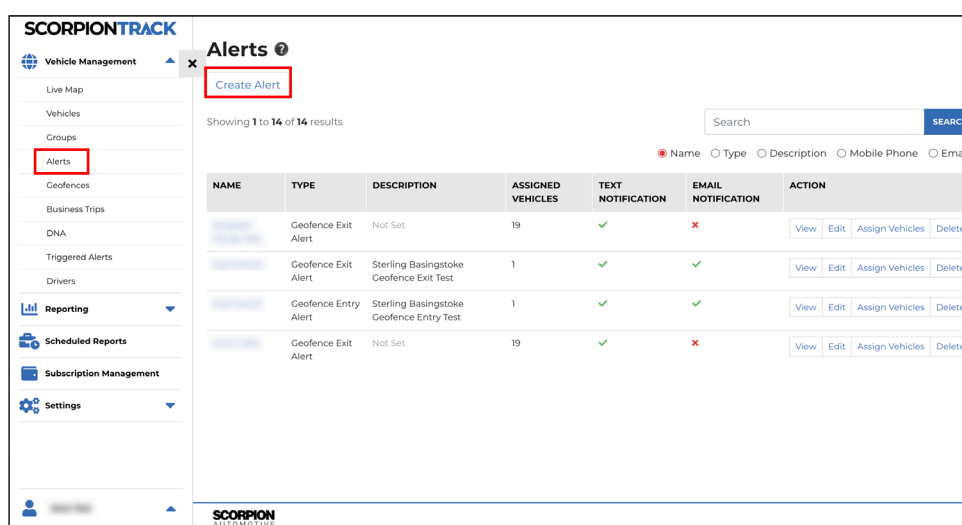 SCORPIONTRACK
Vehicle Management
Live Map
Vehicles
Groups
Alerts
Geofences
Business Trips
DNA
Triggered Alerts
Drivers
Reporting
Scheduled Reports
Subscription Management
Settings
×
Alerts ?
Create Alert
Showing 1 to 14 of 14 results
Search
SEARC
Name Type Description Mobile Phone Ema
NAME TYPE DESCRIPTION ASSIGNED VEHICLES TEXT NOTIFICATION EMAIL NOTIFICATION ACTION
Geofence Exit Not Set 19 View Edit Assign Vehicles Delete
Alert
Geofence Exit Sterling Basingstoke 1 View Edit Assign Vehicles Delete
Alert Geofence Exit Test
Geofence Entry Sterling Basingstoke 1 View Edit Assign Vehicles Delete
Alert Geofence Entry Test
Geofence Exit Not Set 19 View Edit Assign Vehicles Delete
Alert
SCORPION
AUTOMOTIVE